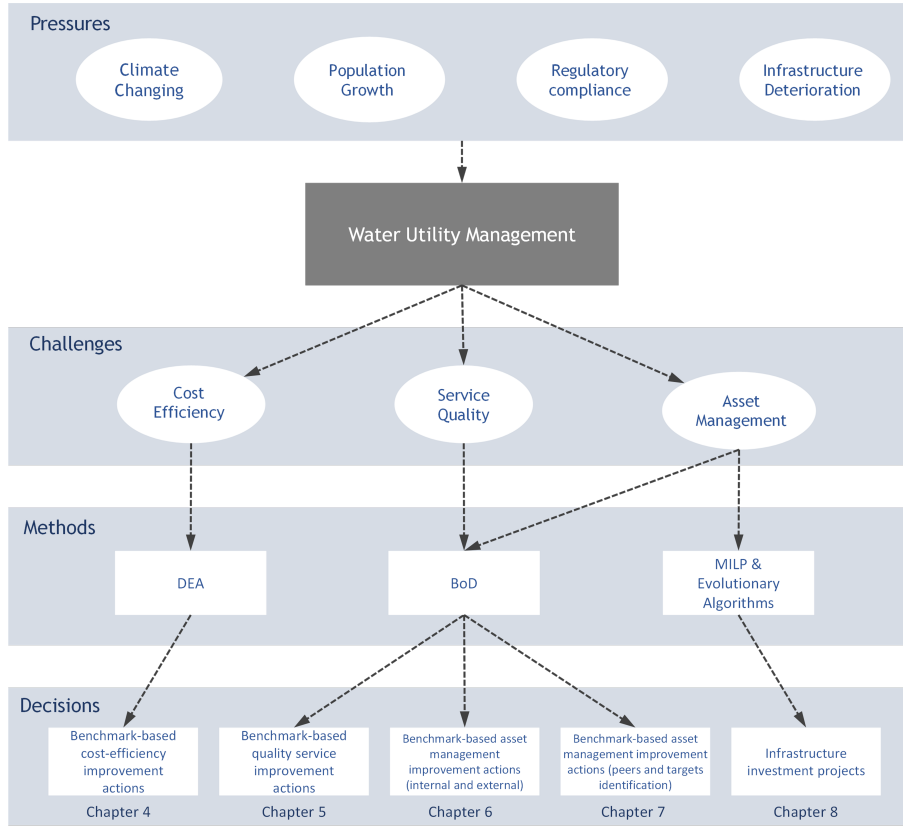 Pressures
Climate
Changing
Population
Growth
Regulatory
compliance
Infrastructure
Deterioration
Water Utility Management
Challenges
Cost
Efficiency
Service
Quality
Asset
Management
Methods
DEA
BoD
MILP &
Evolutionary
Algorithms
Decisions
Benchmark-based
cost-efficiency
improvement
actions
Benchmark-based
quality service
improvement
actions
Benchmark-based asset
management
improvement actions
(internal and external)
Benchmark-based asset
management improvement
actions (peers and targets
identification)
Infrastructure
investment projects
Chapter 4
Chapter 5
Chapter 6
Chapter 7
Chapter 8